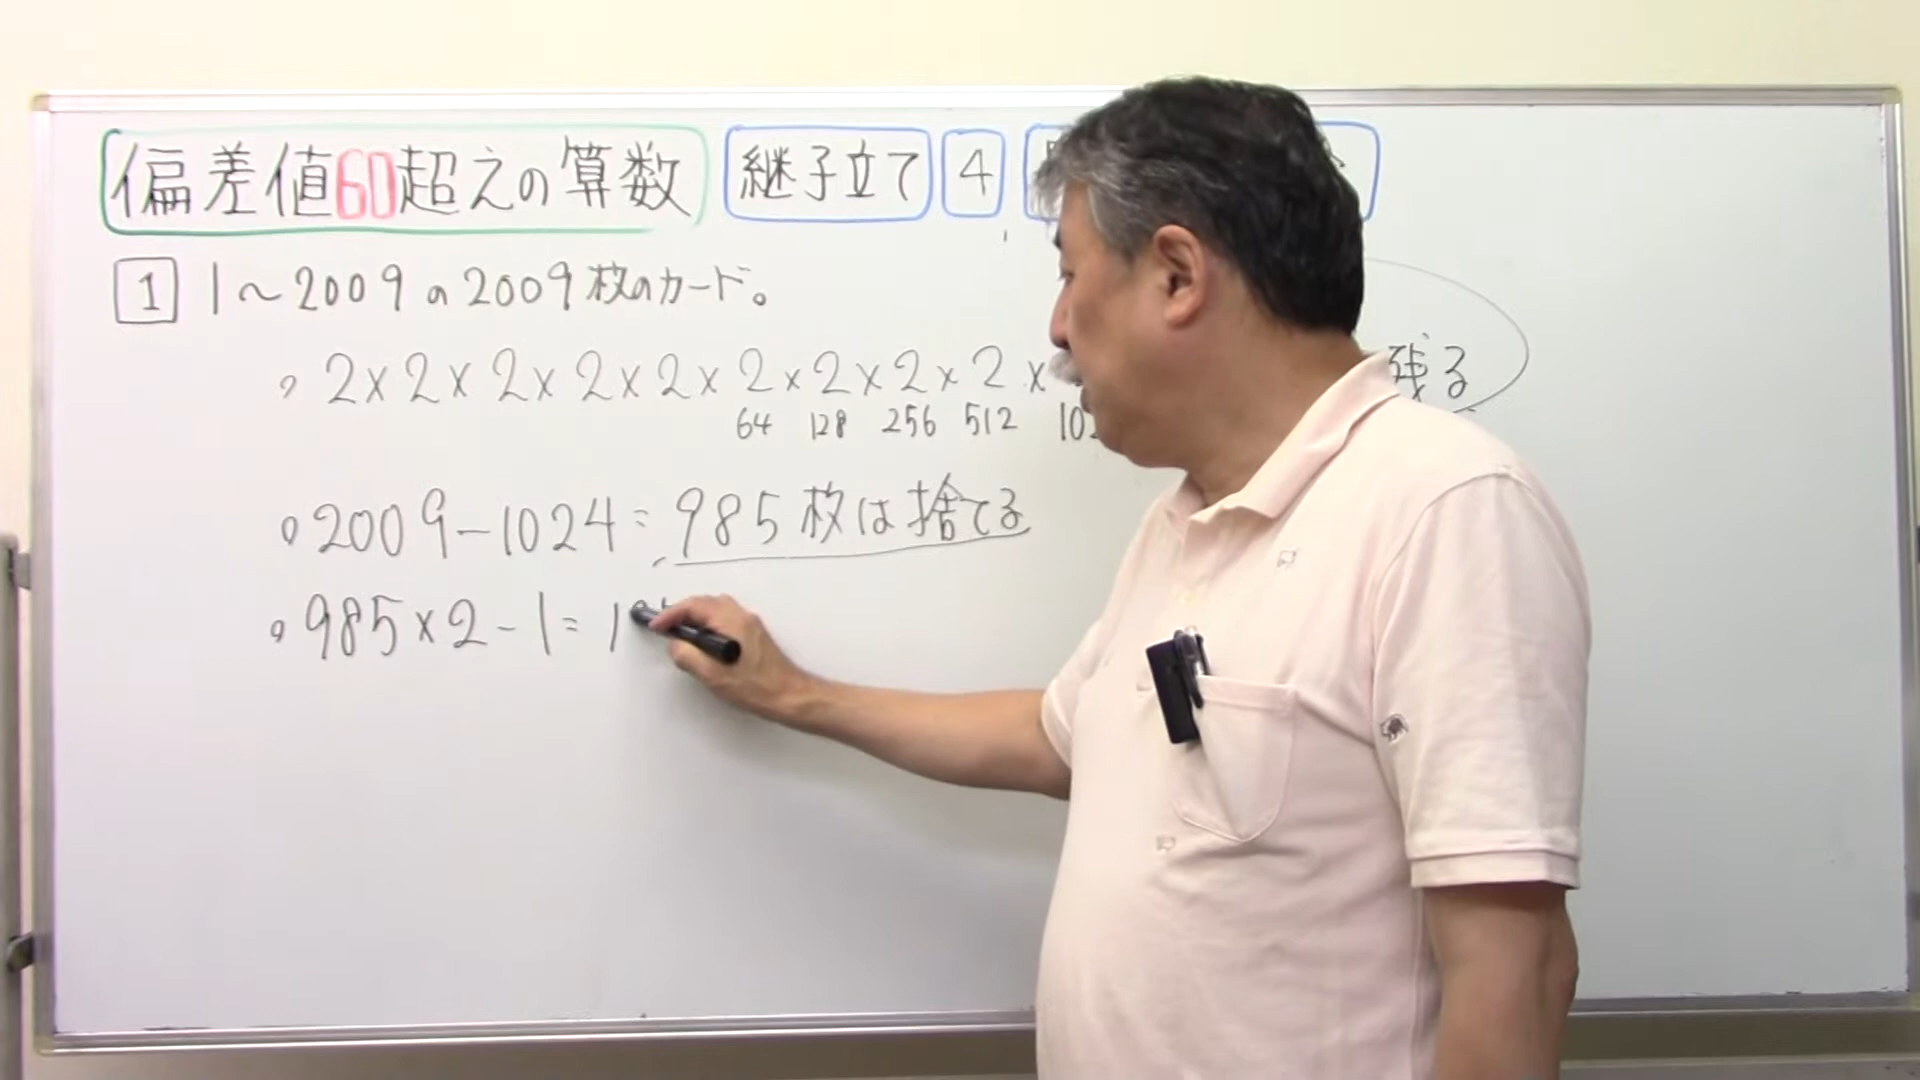 偏差値60超えの算数 継子立て 4
1 1〜2009の2009枚のカード。
2×2×2×2×2×2×2×2×2×
残る
64 128 256 512
2009-1024=985枚は捨てる
985×2-1=1